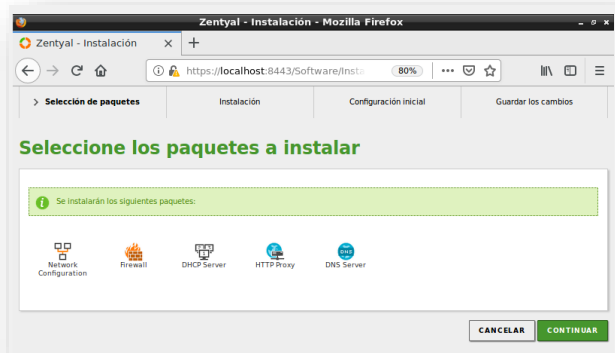 Zentyal - Instalación - Mozilla Firefox
Zentyal - Instalación
https://localhost:8443/Software/Insta
80%
Selección de paquetes
Instalación
Configuración inicial
Guardar los cambios
Seleccione los paquetes a instalar
Se instalarán los siguientes paquetes:
Network
Configuration
Firewall
DHCP Server
HTTP Proxy
DNS
DNS Server
CANCELAR
CONTINUAR